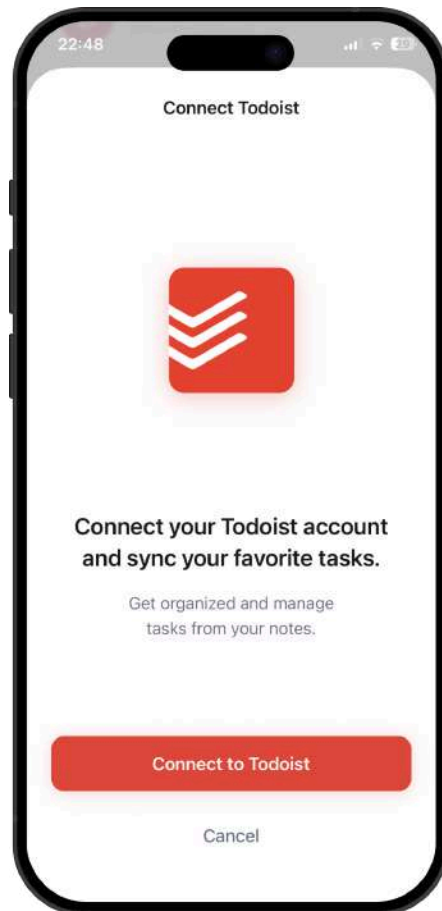 22:48
Connect Todoist
Connect your Todoist account
and sync your favorite tasks.
Get organized and manage
tasks from your notes.
Connect to Todoist
Cancel